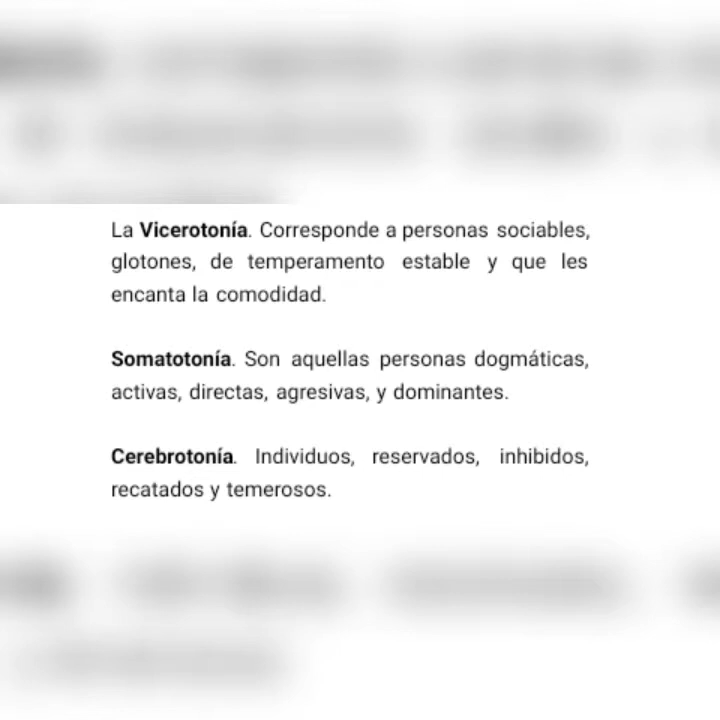 La Vicerotonía. Corresponde a personas sociables,
glotones, de temperamento estable y que les
encanta la comodidad.
Somatotonía. Son aquellas personas dogmáticas,
activas, directas, agresivas, y dominantes.
Cerebrotonía. Individuos, reservados, inhibidos,
recatados y temerosos.